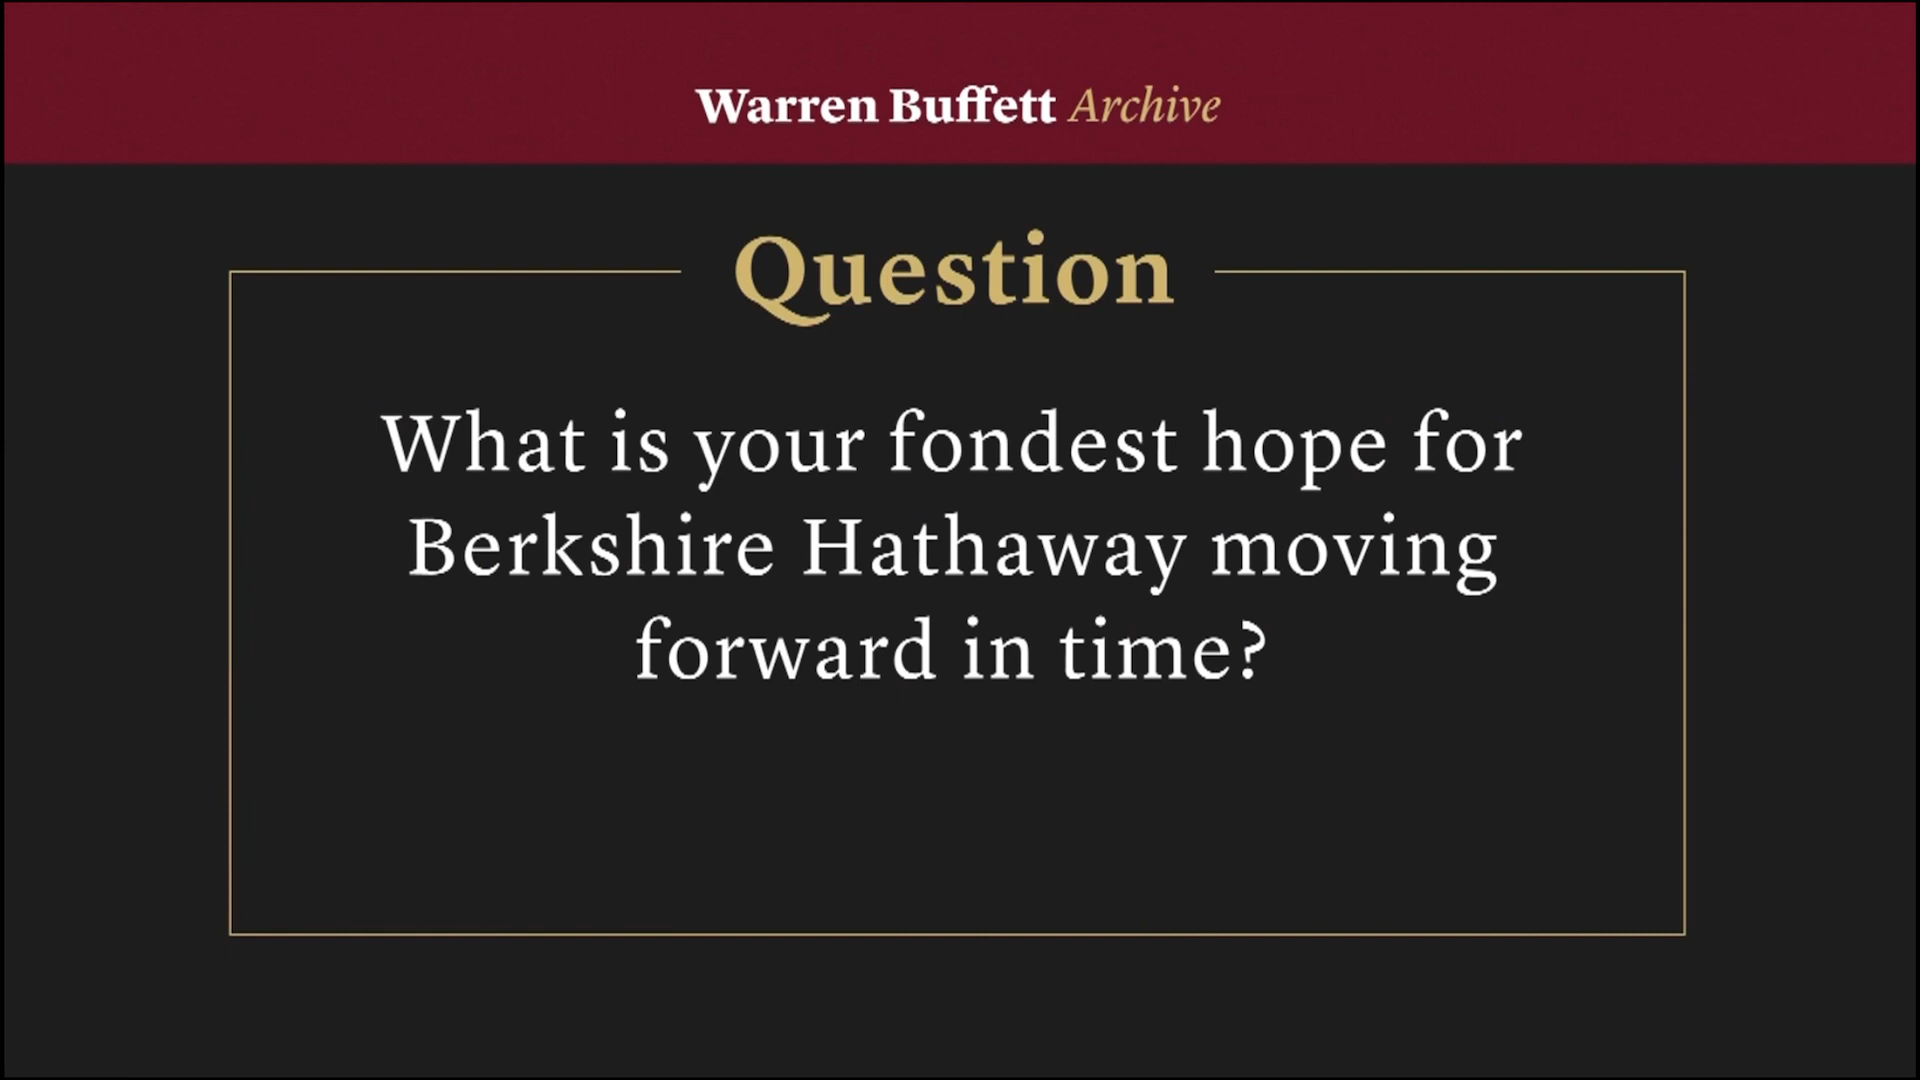 Warren Buffett Archive
Question
What is your fondest hope for
Berkshire Hathaway moving
forward in time?